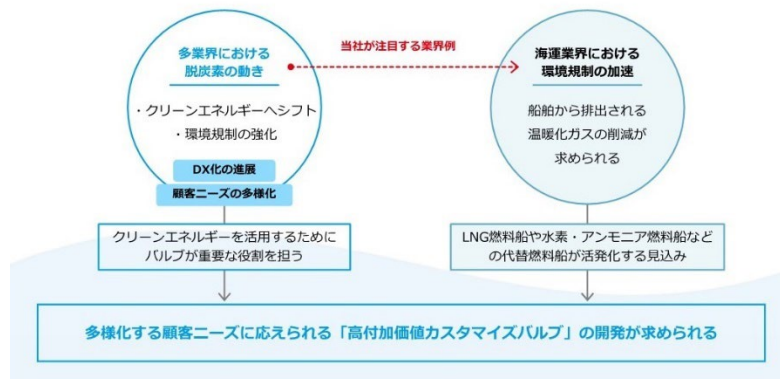 多業界における
脱炭素の動き
・クリーンエネルギーへシフト
・環境規制の強化
DX化の進展
顧客ニーズの多様化
クリーンエネルギーを活用するために
バルブが重要な役割を担う
当社が注目する業界例
海運業界における
環境規制の加速
船舶から排出される
温暖化ガスの削減が
求められる
LNG燃料船や水素・アンモニア燃料船など
の代替燃料船が活発化する見込み
多様化する顧客ニーズに応えられる「高付加価値カスタマイズバルブ」の開発が求められる